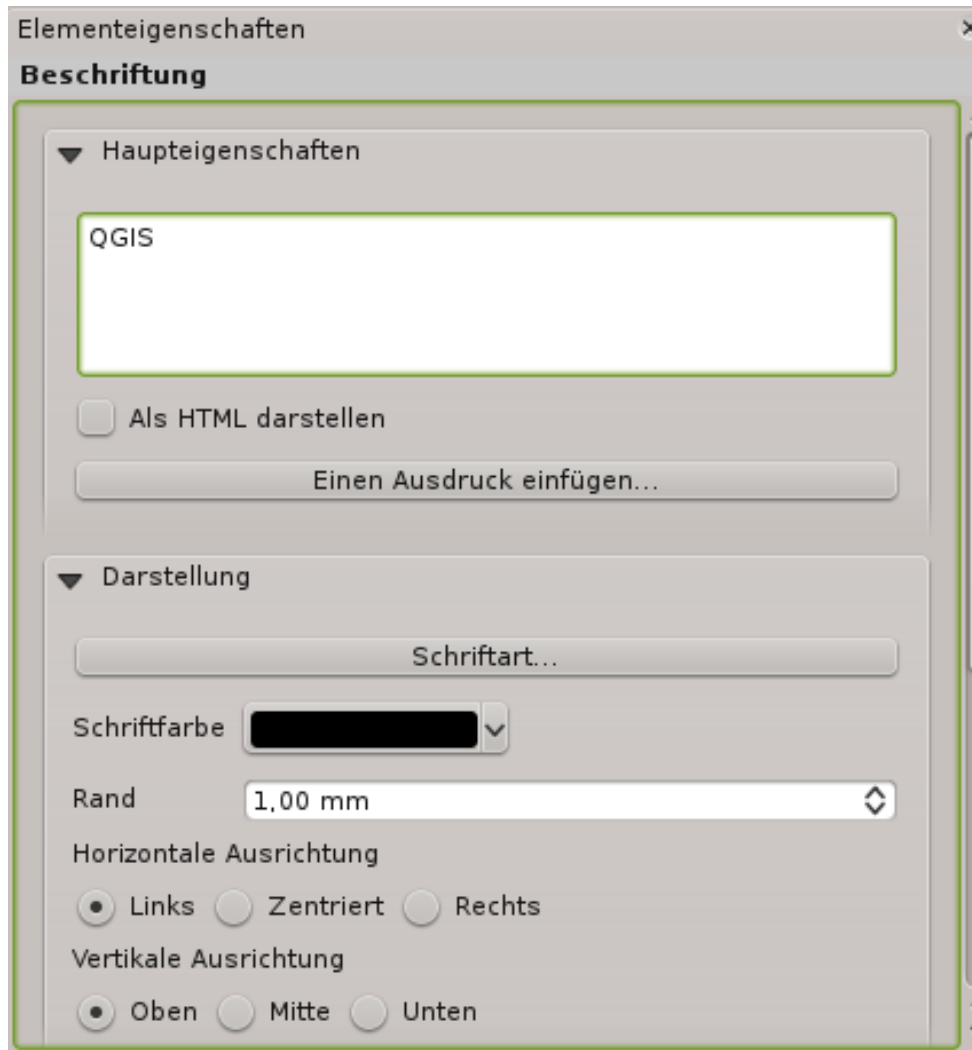 Elementeigenschaften
Beschriftung
Haupteigenschaften
QGIS
Als HTML darstellen
Einen Ausdruck einfügen...
Darstellung
Schriftart...
Schriftfarbe
Rand 1,00 mm
Horizontale Ausrichtung
Links Zentriert Rechts
Vertikale Ausrichtung
Oben Mitte Unten